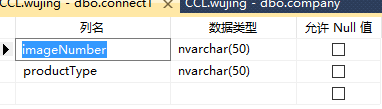 CCL.wujing - dbo.connect1 CCL.wujing - dbo.company
列名 数据类型 允许 Null 值
imageNumber nvarchar(50)
productType nvarchar(50)